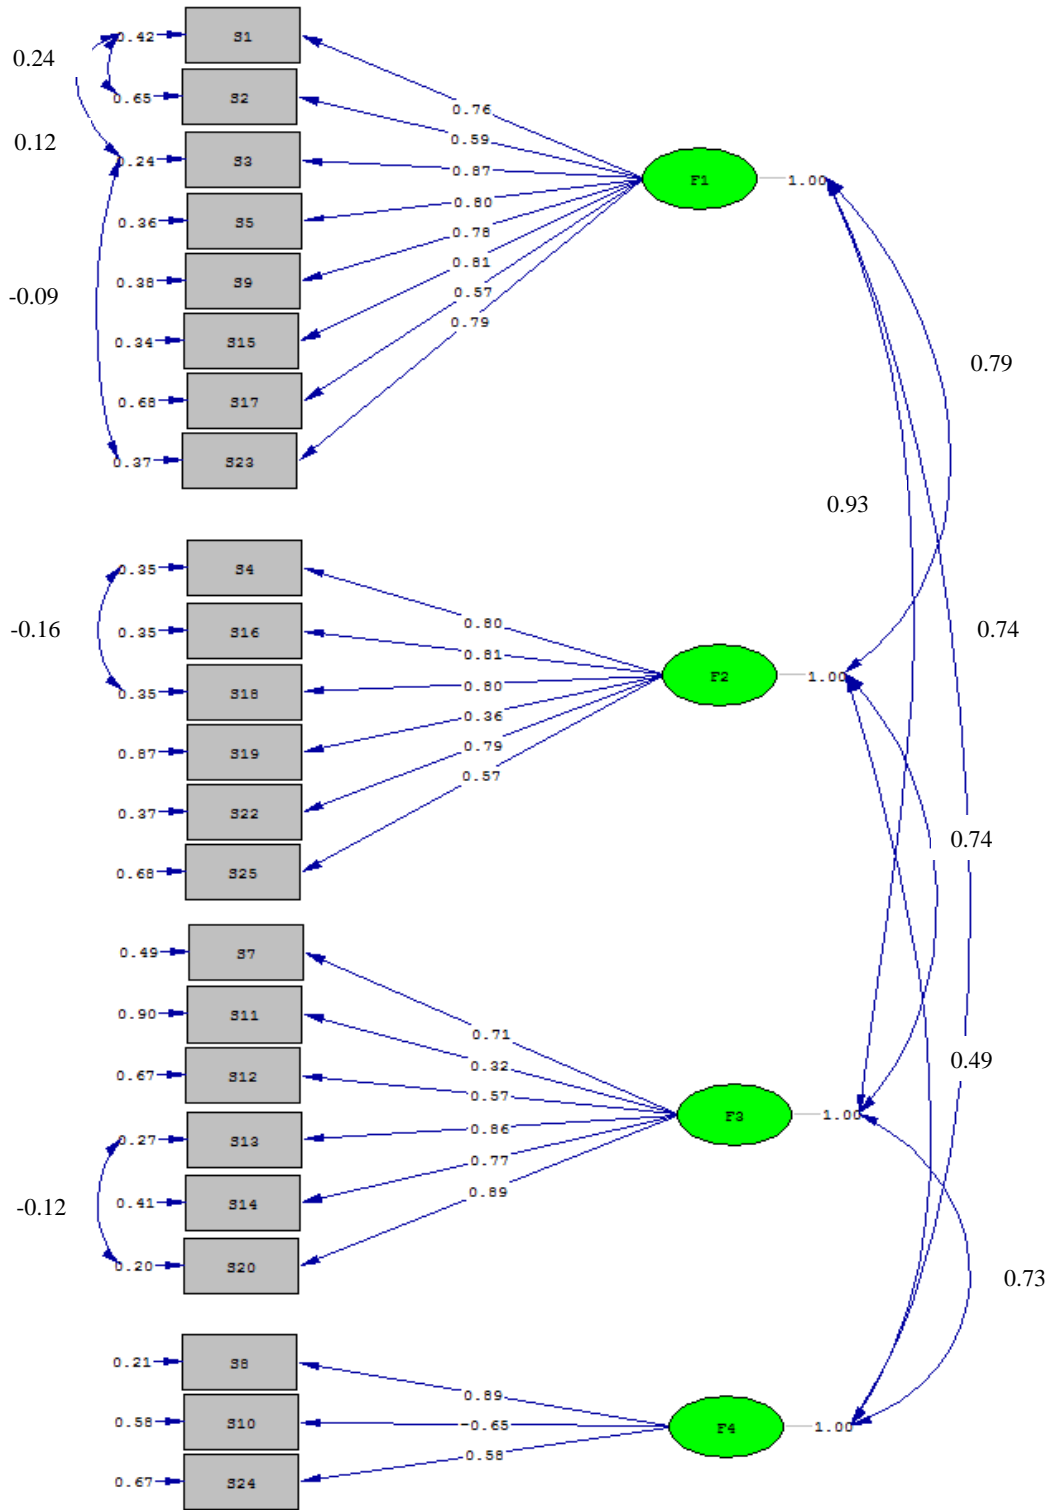 0.42 S1
0.24
0.65 S2
0.76
0.12
0.59
0.24 S3
0.87
F1 1.00
0.36 S5
0.80
0.78
0.38 S9
0.81
-0.09
0.57
0.34 S15
0.79
0.79
0.68 S17
0.37 S23
0.93
0.35 S4
0.80
-0.16
0.35 S16
0.74
0.81
F2 1.00
0.35 S18
0.80
0.36
0.87 S19
0.79
0.57
0.37 S22
0.74
0.68 S25
0.49 S7
0.90 S11
0.71
0.49
0.32
0.67 S12
0.57
F3 1.00
0.27 S13
0.86
0.77
-0.12
0.41 S14
0.89
0.20 S20
0.73
0.21 S8
0.89
0.58 S10
-0.65
F4 1.00
0.58
0.67 S24